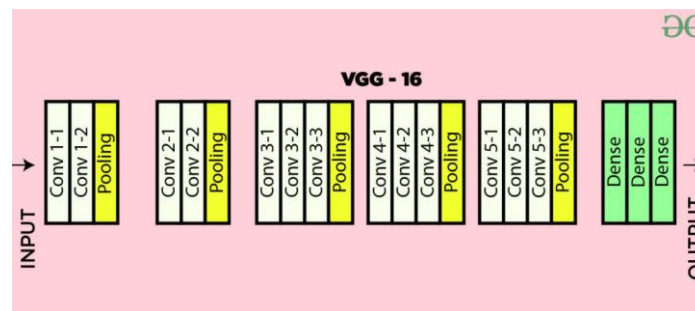 VGG - 16
INPUT
Conv 1-1
Conv 1-2
Pooling
Conv 2-1
Conv 2-2
Pooling
Conv 3-1
Conv 3-2
Conv 3-3
Pooling
Conv 4-1
Conv 4-2
Conv 4-3
Pooling
Conv 5-1
Conv 5-2
Conv 5-3
Pooling
Dense
Dense
Dense
OUTPUT